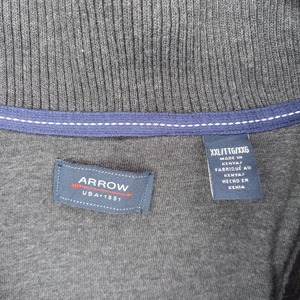 ARROW
USA•1851
XXL/TTG/XXG
MADE IN
KENYA/
FABRIQUÉ AU
KENYA/
HECHO EN
KENIA